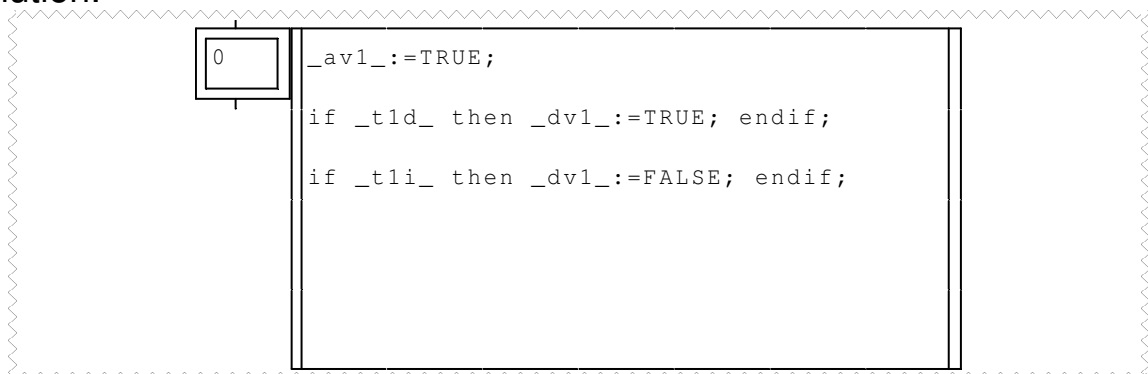 0
_av1_:=TRUE;
if _t1d_ then _dv1_:=TRUE; endif;
if _t1i_ then _dv1_:=FALSE; endif;